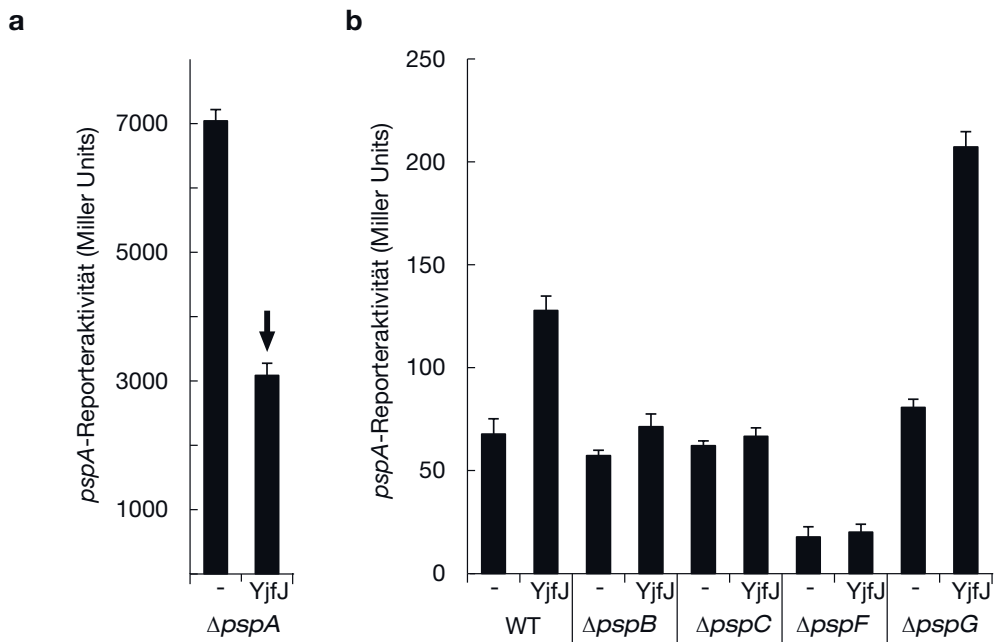 a
pspA-Reporteraktivität (Miller Units)
7000
5000
3000
1000
- YjfJ
ΔpspA
b
pspA-Reporteraktivität (Miller Units)
250
200
150
100
50
0
- YjfJ - YjfJ - YjfJ - YjfJ - YjfJ
WT ΔpspB ΔpspC ΔpspF ΔpspG